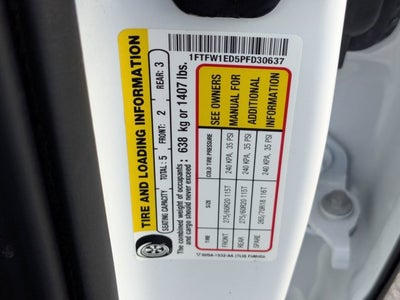 1FTFW1ED5PFD30637
TIRE AND LOADING INFORMATION
SEATING CAPACITY TOTAL: 5 FRONT: 2 REAR: 3
The combined weight of occupants
and cargo should never exceed : 638 kg or 1407 lbs.
TIRE SIZE COLD TIRE PRESSURE
FRONT 275/60R20 115T 240 KPA, 35 PSI
REAR 275/60R20 115T 240 KPA, 35 PSI
SPARE 265/70R18 116T 240 KPA, 35 PSI
SEE OWNERS
MANUAL FOR
ADDITIONAL
INFORMATION